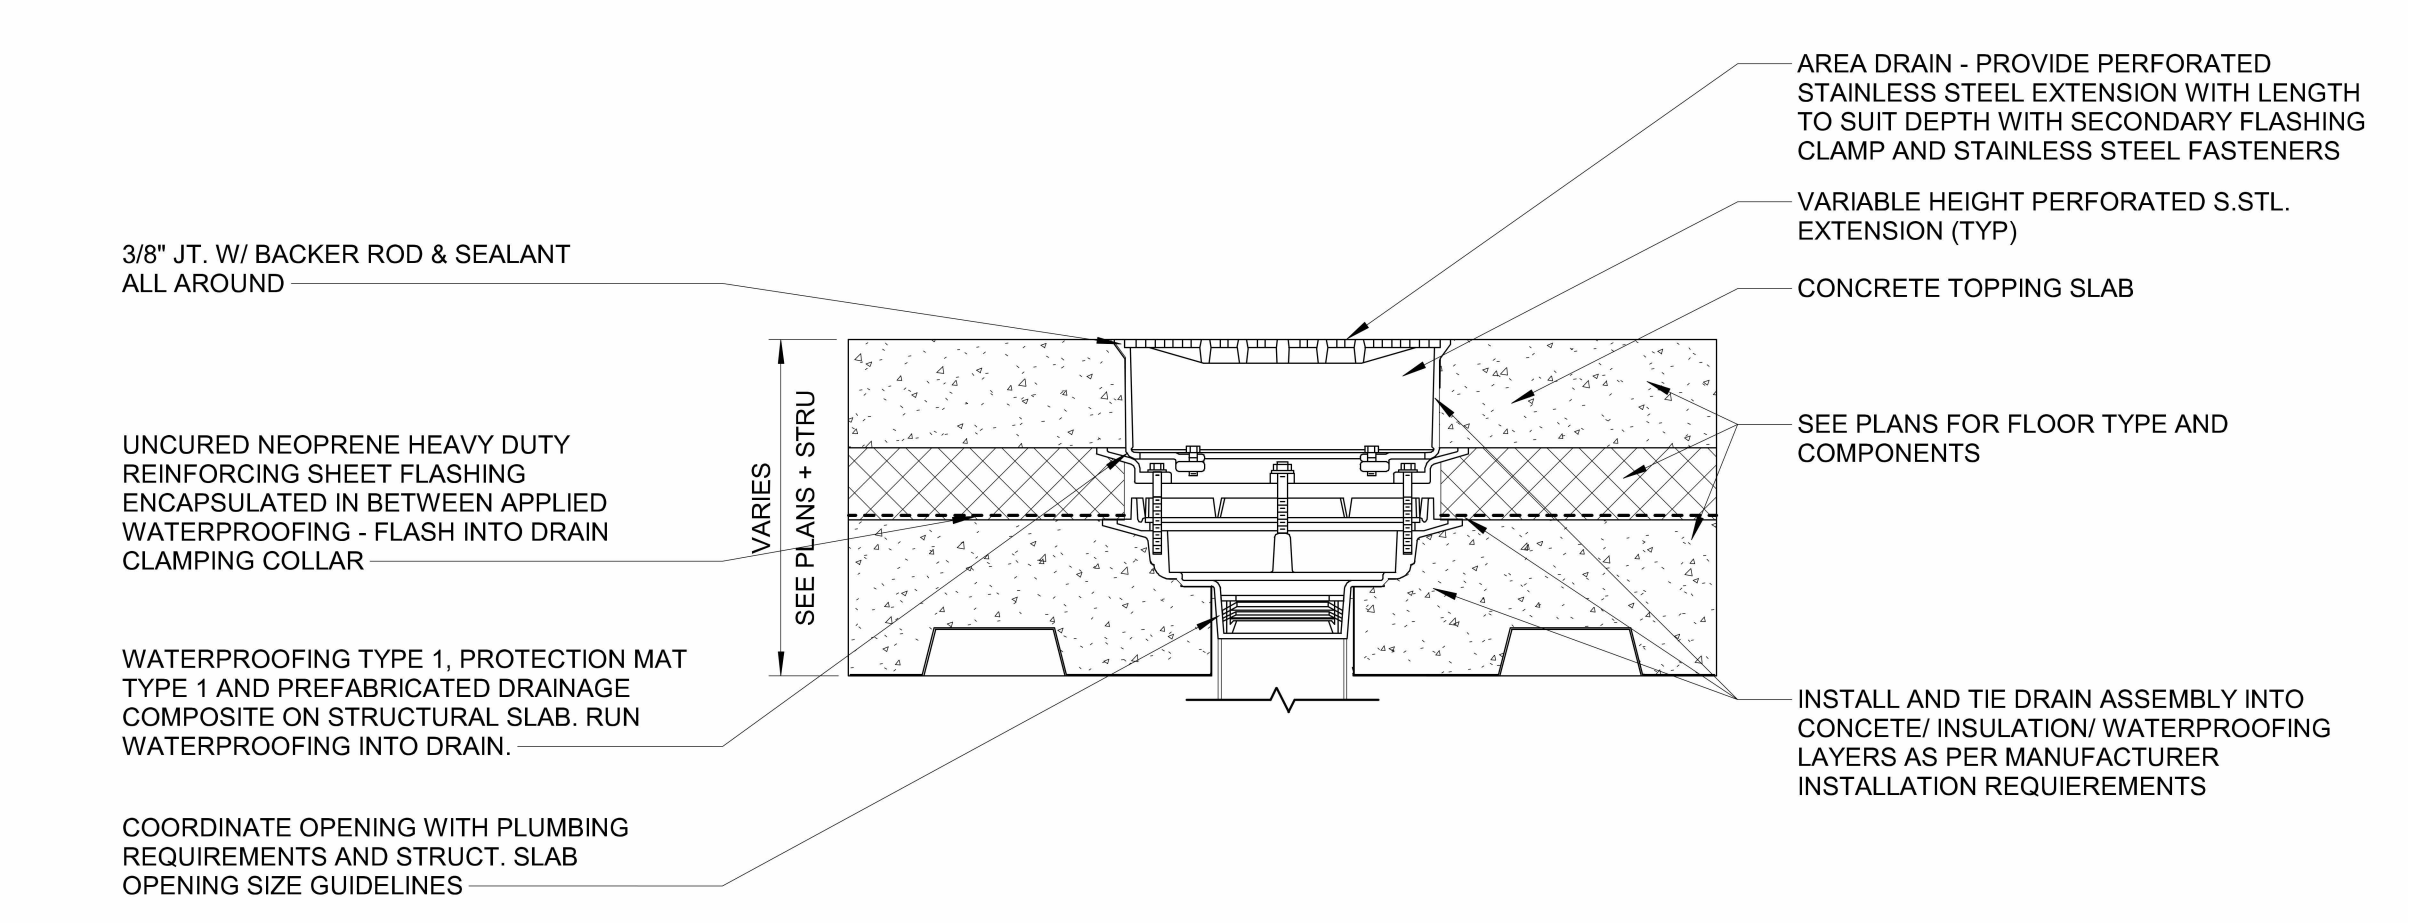 3/8" JT. W/ BACKER ROD & SEALANT
ALL AROUND
UNCURED NEOPRENE HEAVY DUTY
REINFORCING SHEET FLASHING
ENCAPSULATED IN BETWEEN APPLIED
WATERPROOFING - FLASH INTO DRAIN
CLAMPING COLLAR
WATERPROOFING TYPE 1, PROTECTION MAT
TYPE 1 AND PREFABRICATED DRAINAGE
COMPOSITE ON STRUCTURAL SLAB. RUN
WATERPROOFING INTO DRAIN.
COORDINATE OPENING WITH PLUMBING
REQUIREMENTS AND STRUCT. SLAB
OPENING SIZE GUIDELINES
VARIES
SEE PLANS + STRU
AREA DRAIN - PROVIDE PERFORATED
STAINLESS STEEL EXTENSION WITH LENGTH
TO SUIT DEPTH WITH SECONDARY FLASHING
CLAMP AND STAINLESS STEEL FASTENERS
VARIABLE HEIGHT PERFORATED S.STL.
EXTENSION (TYP)
CONCRETE TOPPING SLAB
SEE PLANS FOR FLOOR TYPE AND
COMPONENTS
INSTALL AND TIE DRAIN ASSEMBLY INTO
CONCETE/ INSULATION/ WATERPROOFING
LAYERS AS PER MANUFACTURER
INSTALLATION REQUIEREMENTS